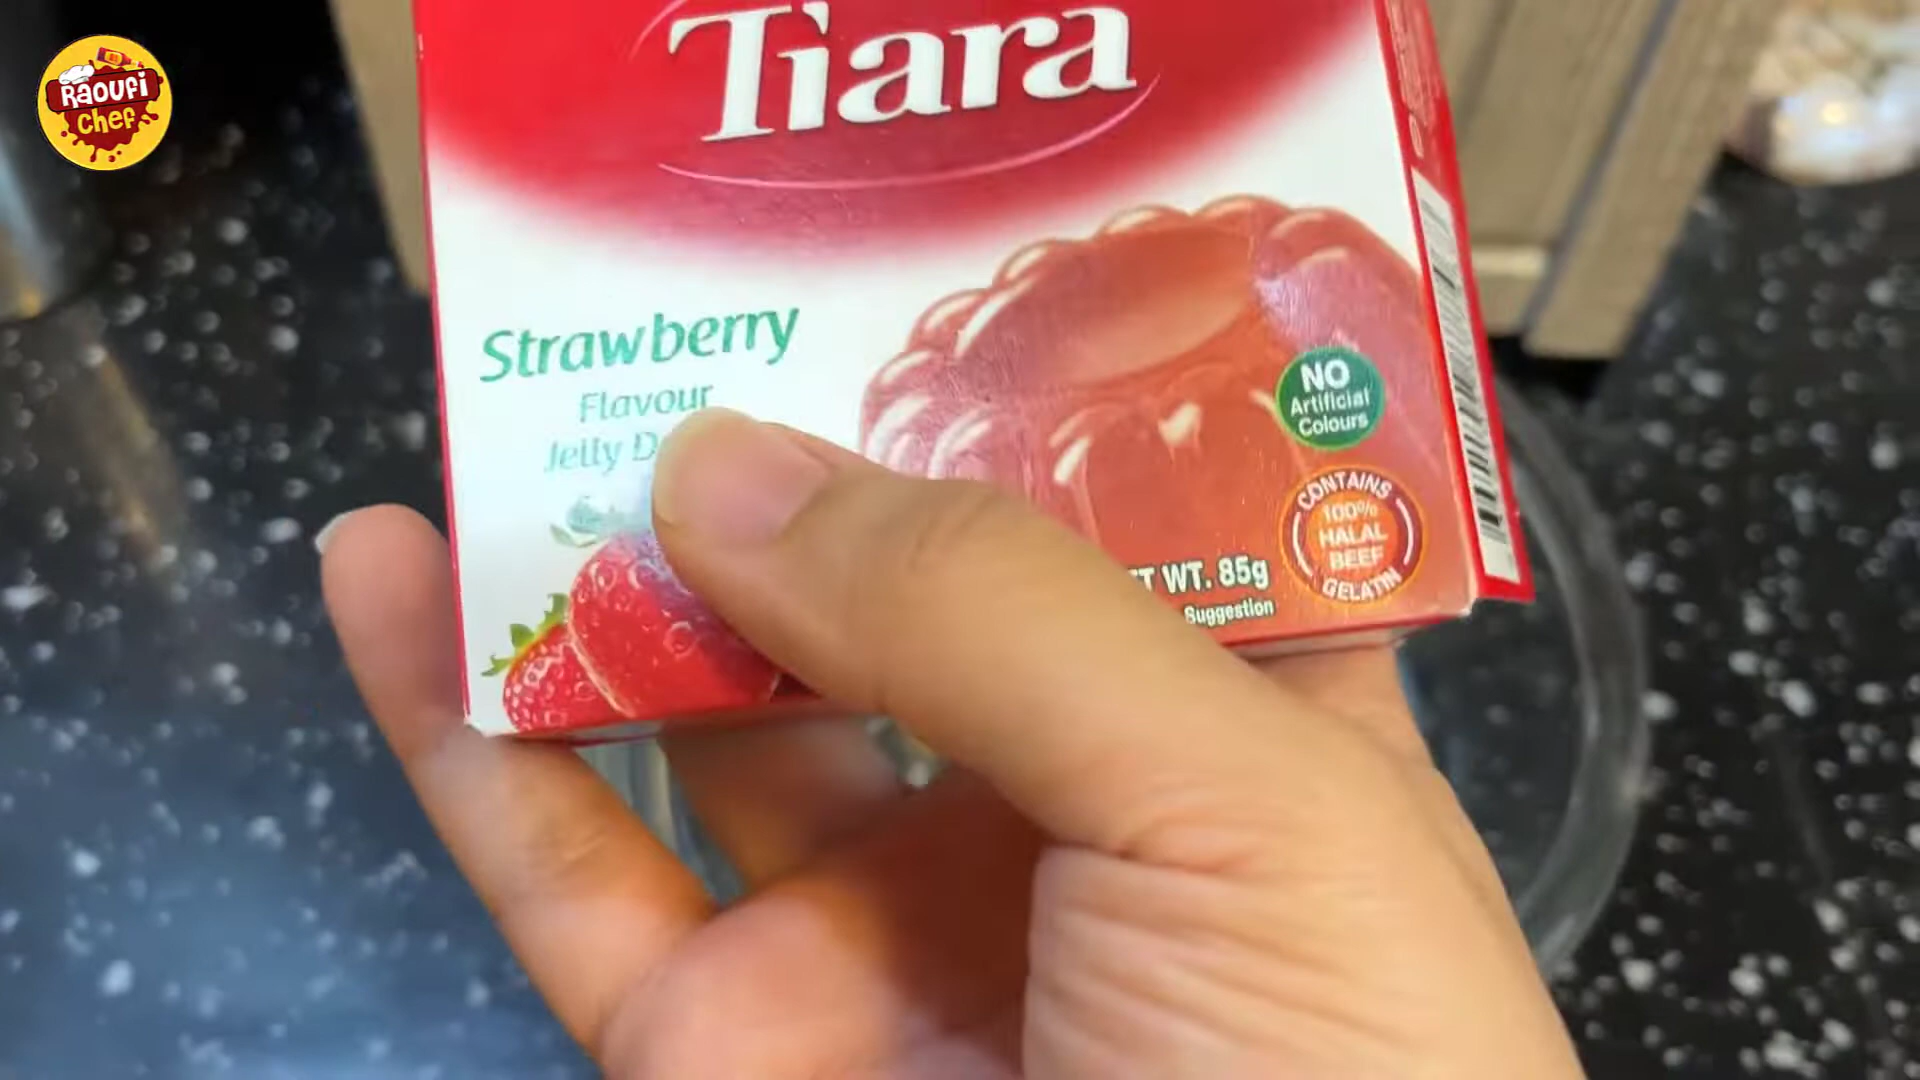 Raoufi
Chef
Tiara
Strawberry
Flavour
Jelly
NO
Artificial
Colours
CONTAINS
100%
HALAL
BEEF
GELATIN
WT. 85g
Suggestion